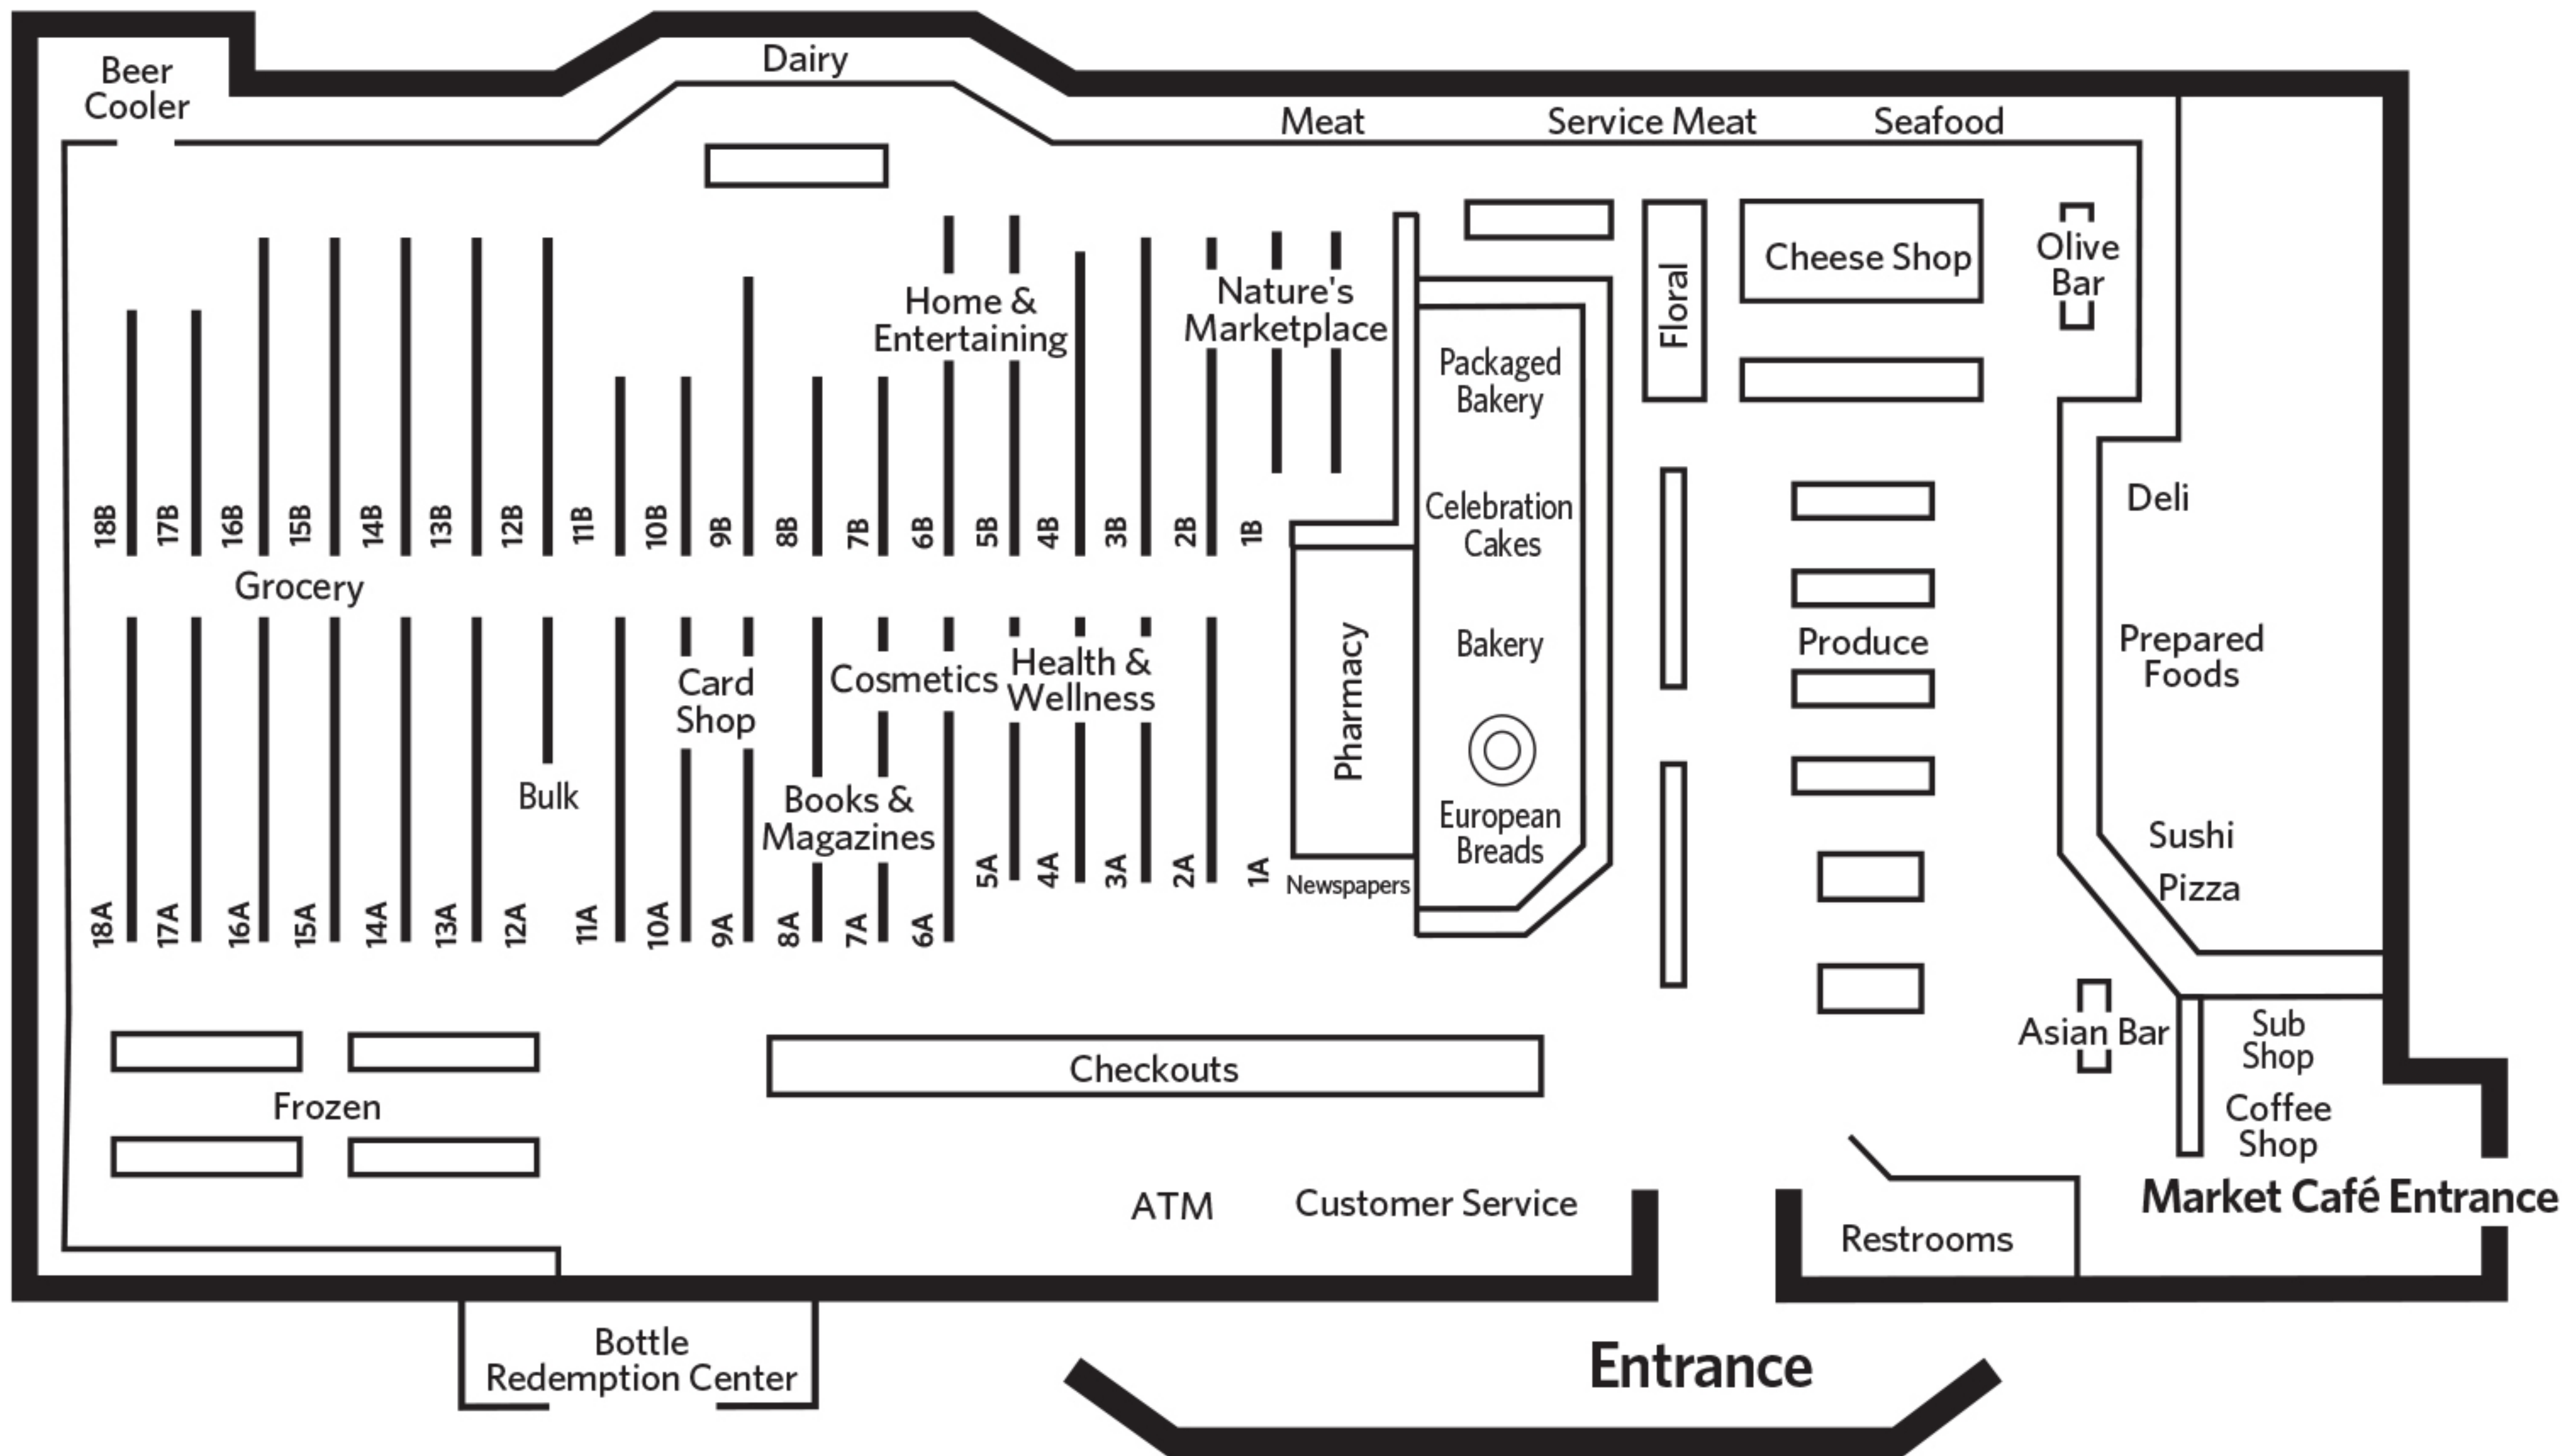 Beer
Cooler
Dairy
Meat
Service Meat
Seafood
Home &
Entertaining
Nature's
Marketplace
Floral
Cheese Shop
Olive
Bar
Packaged
Bakery
Celebration
Cakes
Bakery
European
Breads
18B
17B
16B
15B
14B
13B
12B
11B
10B
9B
8B
7B
6B
5B
4B
3B
2B
1B
Deli
Grocery
Card
Shop
Cosmetics
Health &
Wellness
Pharmacy
Produce
Prepared
Foods
Bulk
Books &
Magazines
Sushi
Pizza
18A
17A
16A
15A
14A
13A
12A
11A
10A
9A
8A
7A
6A
5A
4A
3A
2A
1A
Newspapers
Asian Bar
Sub
Shop
Coffee
Shop
Frozen
Checkouts
ATM
Customer Service
Restrooms
Market Café Entrance
Bottle
Redemption Center
Entrance